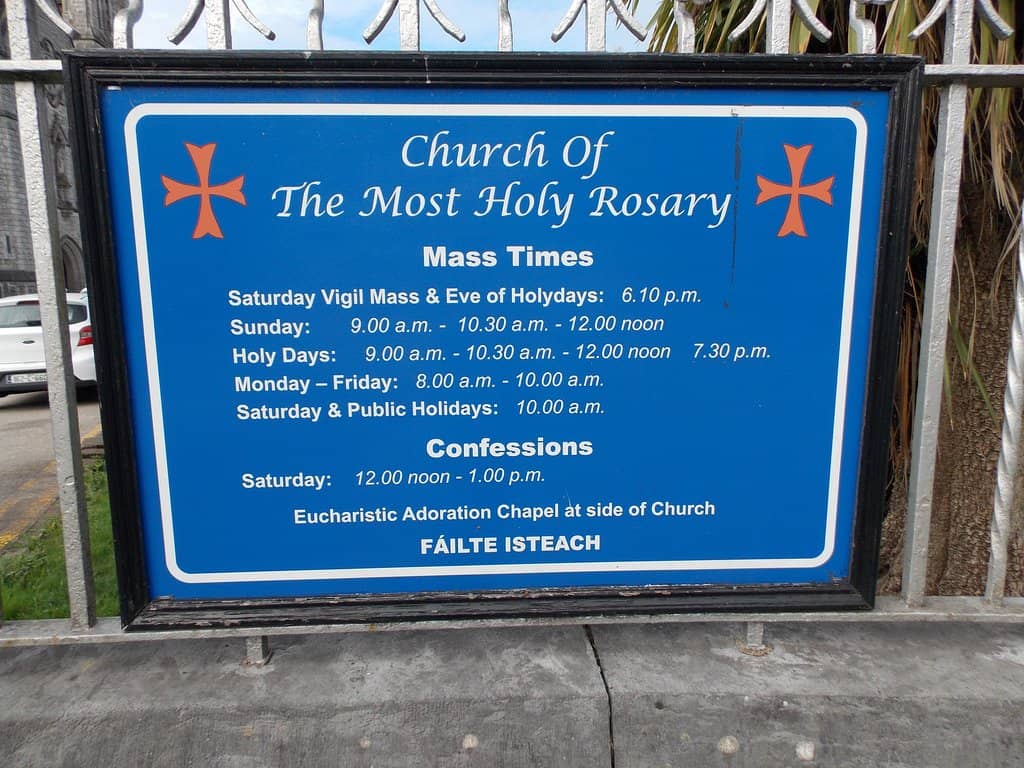 Church Of
The Most Holy Rosary
Mass Times
Saturday Vigil Mass & Eve of Holydays: 6.10 p.m.
Sunday: 9.00 a.m. - 10.30 a.m. - 12.00 noon
Holy Days: 9.00 a.m. - 10.30 a.m. - 12.00 noon 7.30 p.m.
Monday – Friday: 8.00 a.m. - 10.00 a.m.
Saturday & Public Holidays: 10.00 a.m.
Confessions
Saturday: 12.00 noon - 1.00 p.m.
Eucharistic Adoration Chapel at side of Church
FÁILTE ISTEACH